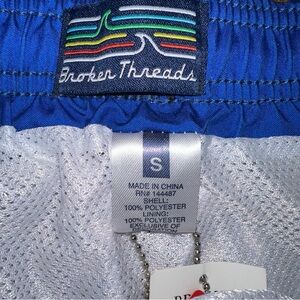 Broken Threads
S
MADE IN CHINA
RN# 144487
SHELL:
100% POLYESTER
LINING:
100% POLYESTER
EXCLUSIVE OF